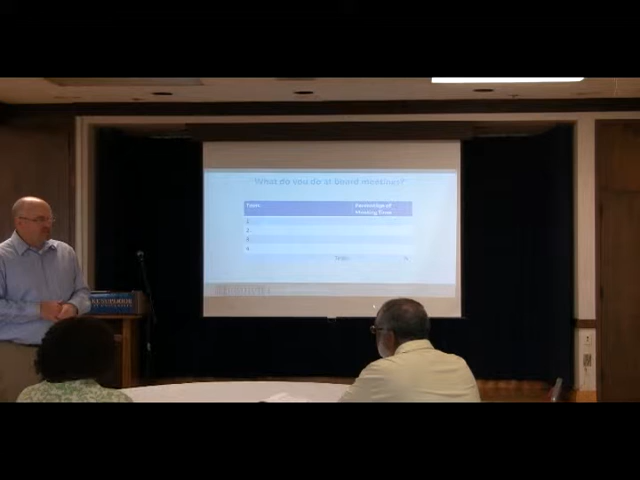 What do you do at board meetings?
Topic
Percentage of
Meeting Time
1.
2.
3.
4.
Total:
%